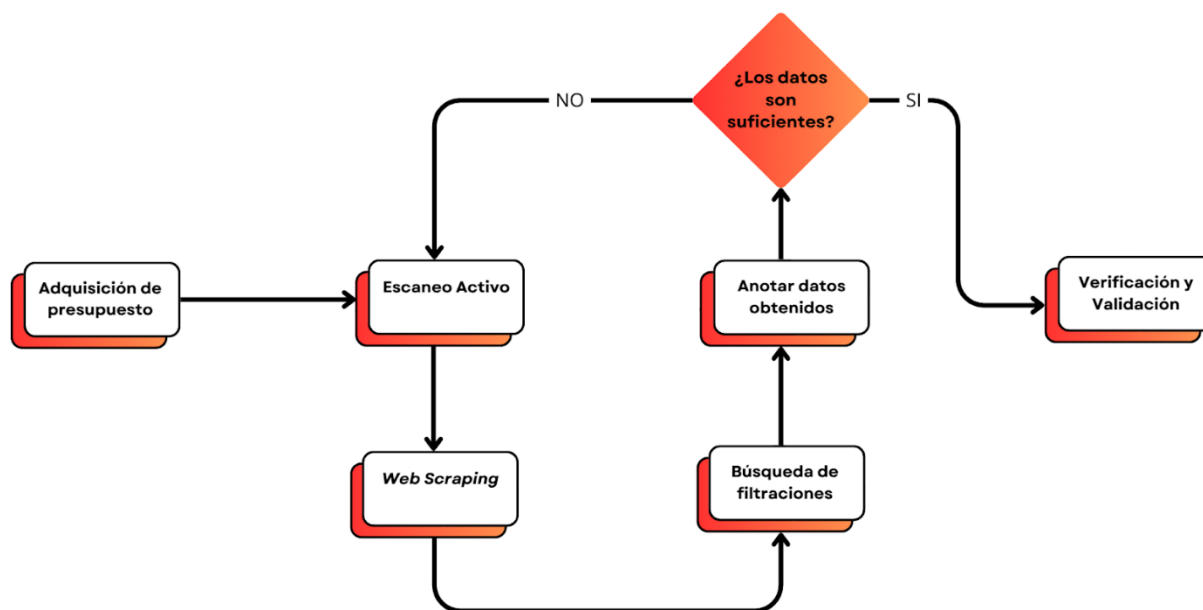 ¿Los datos
son
suficientes?
NO
SI
Adquisición de
presupuesto
Escaneo Activo
Anotar datos
obtenidos
Verificación y
Validación
Web Scraping
Búsqueda de
filtraciones